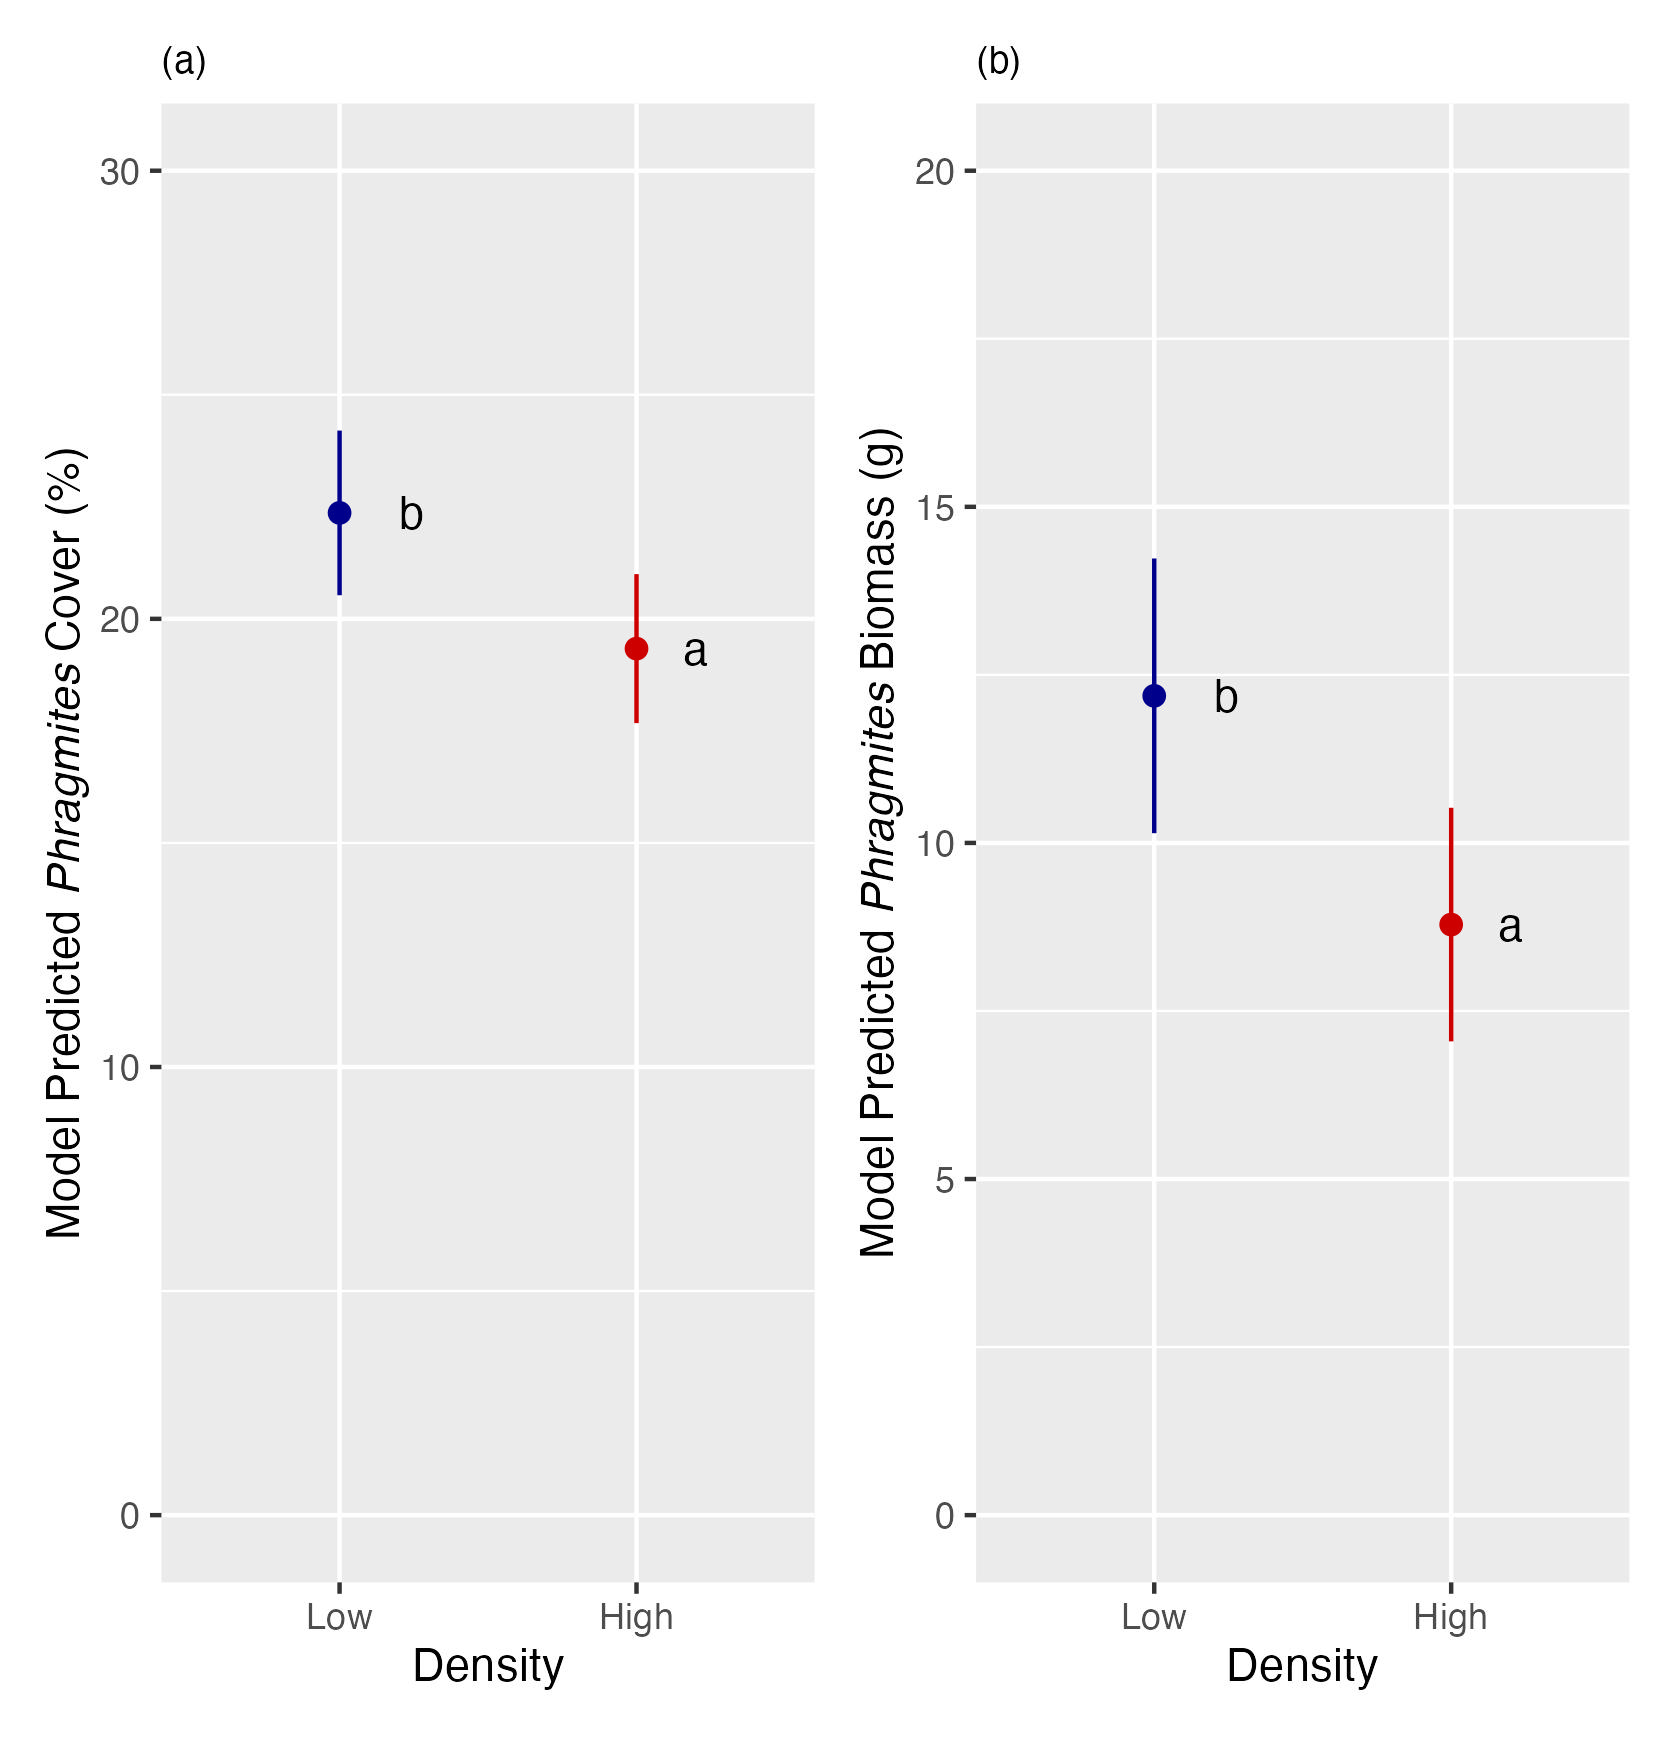 (a)
Model Predicted Phragmites Cover (%)
30
20
10
0
b
a
Low
High
Density
(b)
Model Predicted Phragmites Biomass (g)
20
15
10
5
0
b
a
Low
High
Density